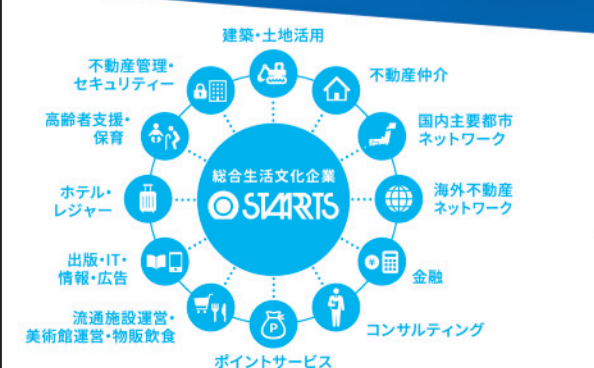 建築・土地活用
不動産仲介
国内主要都市
ネットワーク
海外不動産
ネットワーク
金融
コンサルティング
ポイントサービス
流通施設運営・
美術館運営・物販飲食
出版・IT・
情報・広告
ホテル・
レジャー
高齢者支援・
保育
不動産管理・
セキュリティー
総合生活文化企業
STARTS
¥
P